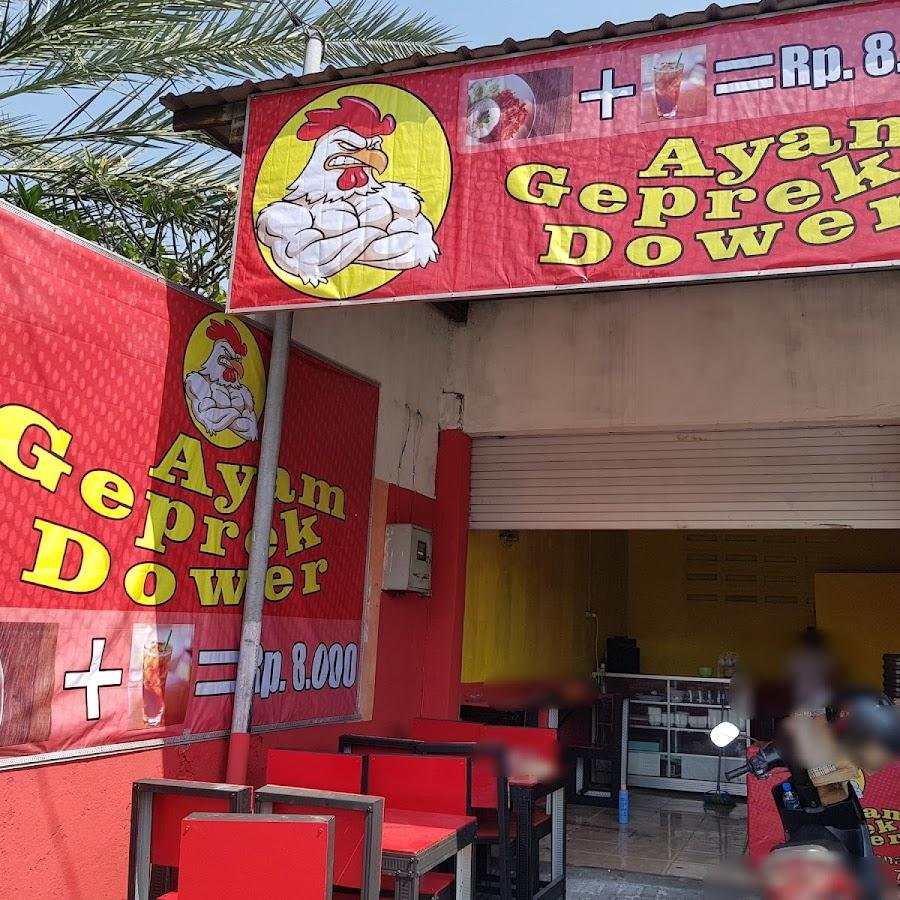 + = Rp. 8.
Ayam
Geprek
Dower
Ayam
Geprek
Dower
+ = Rp. 8.000